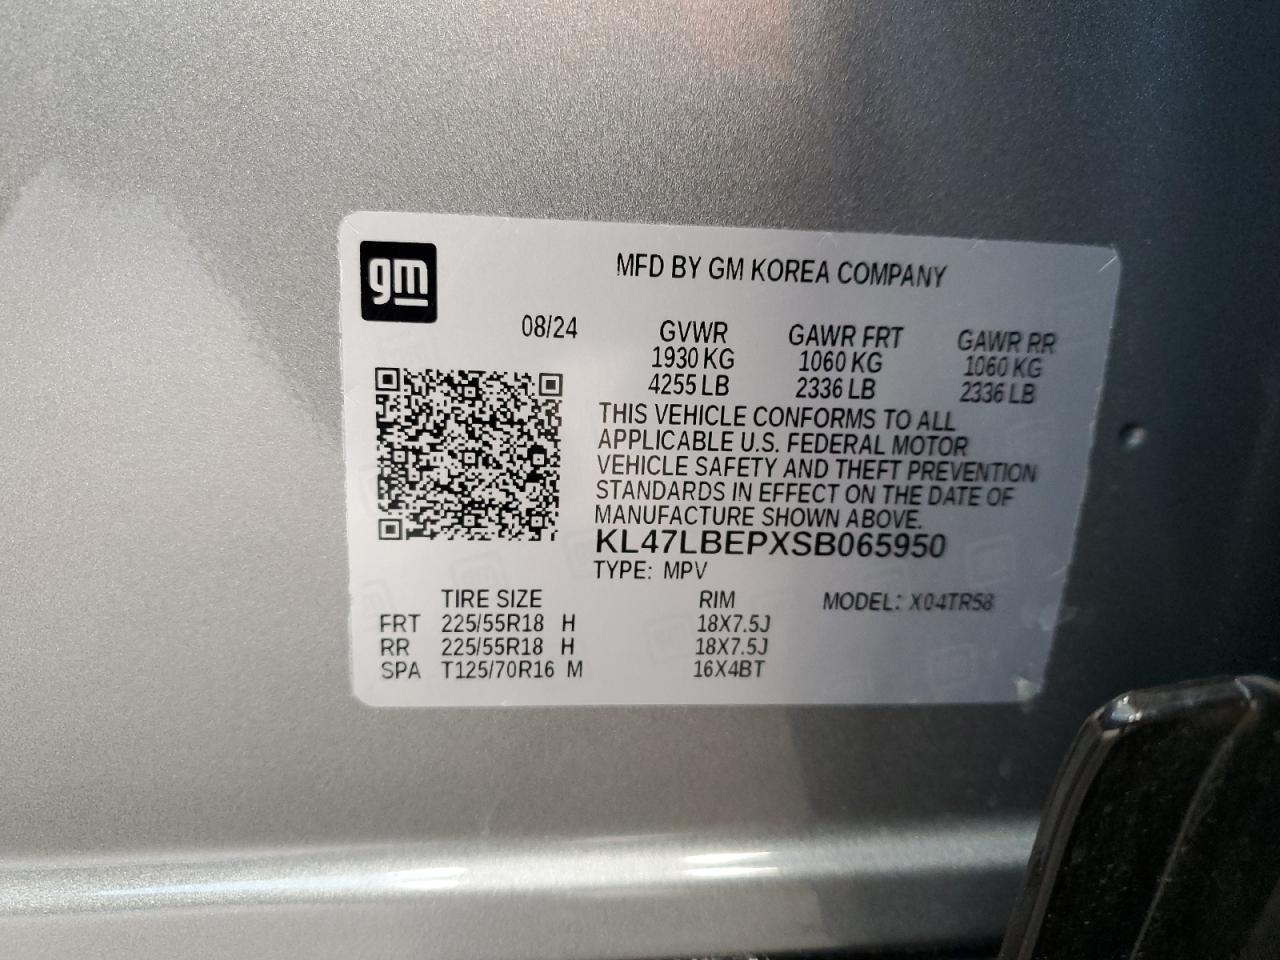 gm
MFD BY GM KOREA COMPANY
08/24
GVWR GAWR FRT GAWR RR
1930 KG 1060 KG 1060 KG
4255 LB 2336 LB 2336 LB
THIS VEHICLE CONFORMS TO ALL
APPLICABLE U.S. FEDERAL MOTOR
VEHICLE SAFETY AND THEFT PREVENTION
STANDARDS IN EFFECT ON THE DATE OF
MANUFACTURE SHOWN ABOVE.
KL47LBEPXSB065950
TYPE: MPV
TIRE SIZE RIM MODEL: X04TR58
FRT 225/55R18 H 18X7.5J
RR 225/55R18 H 18X7.5J
SPA T125/70R16 M 16X4BT